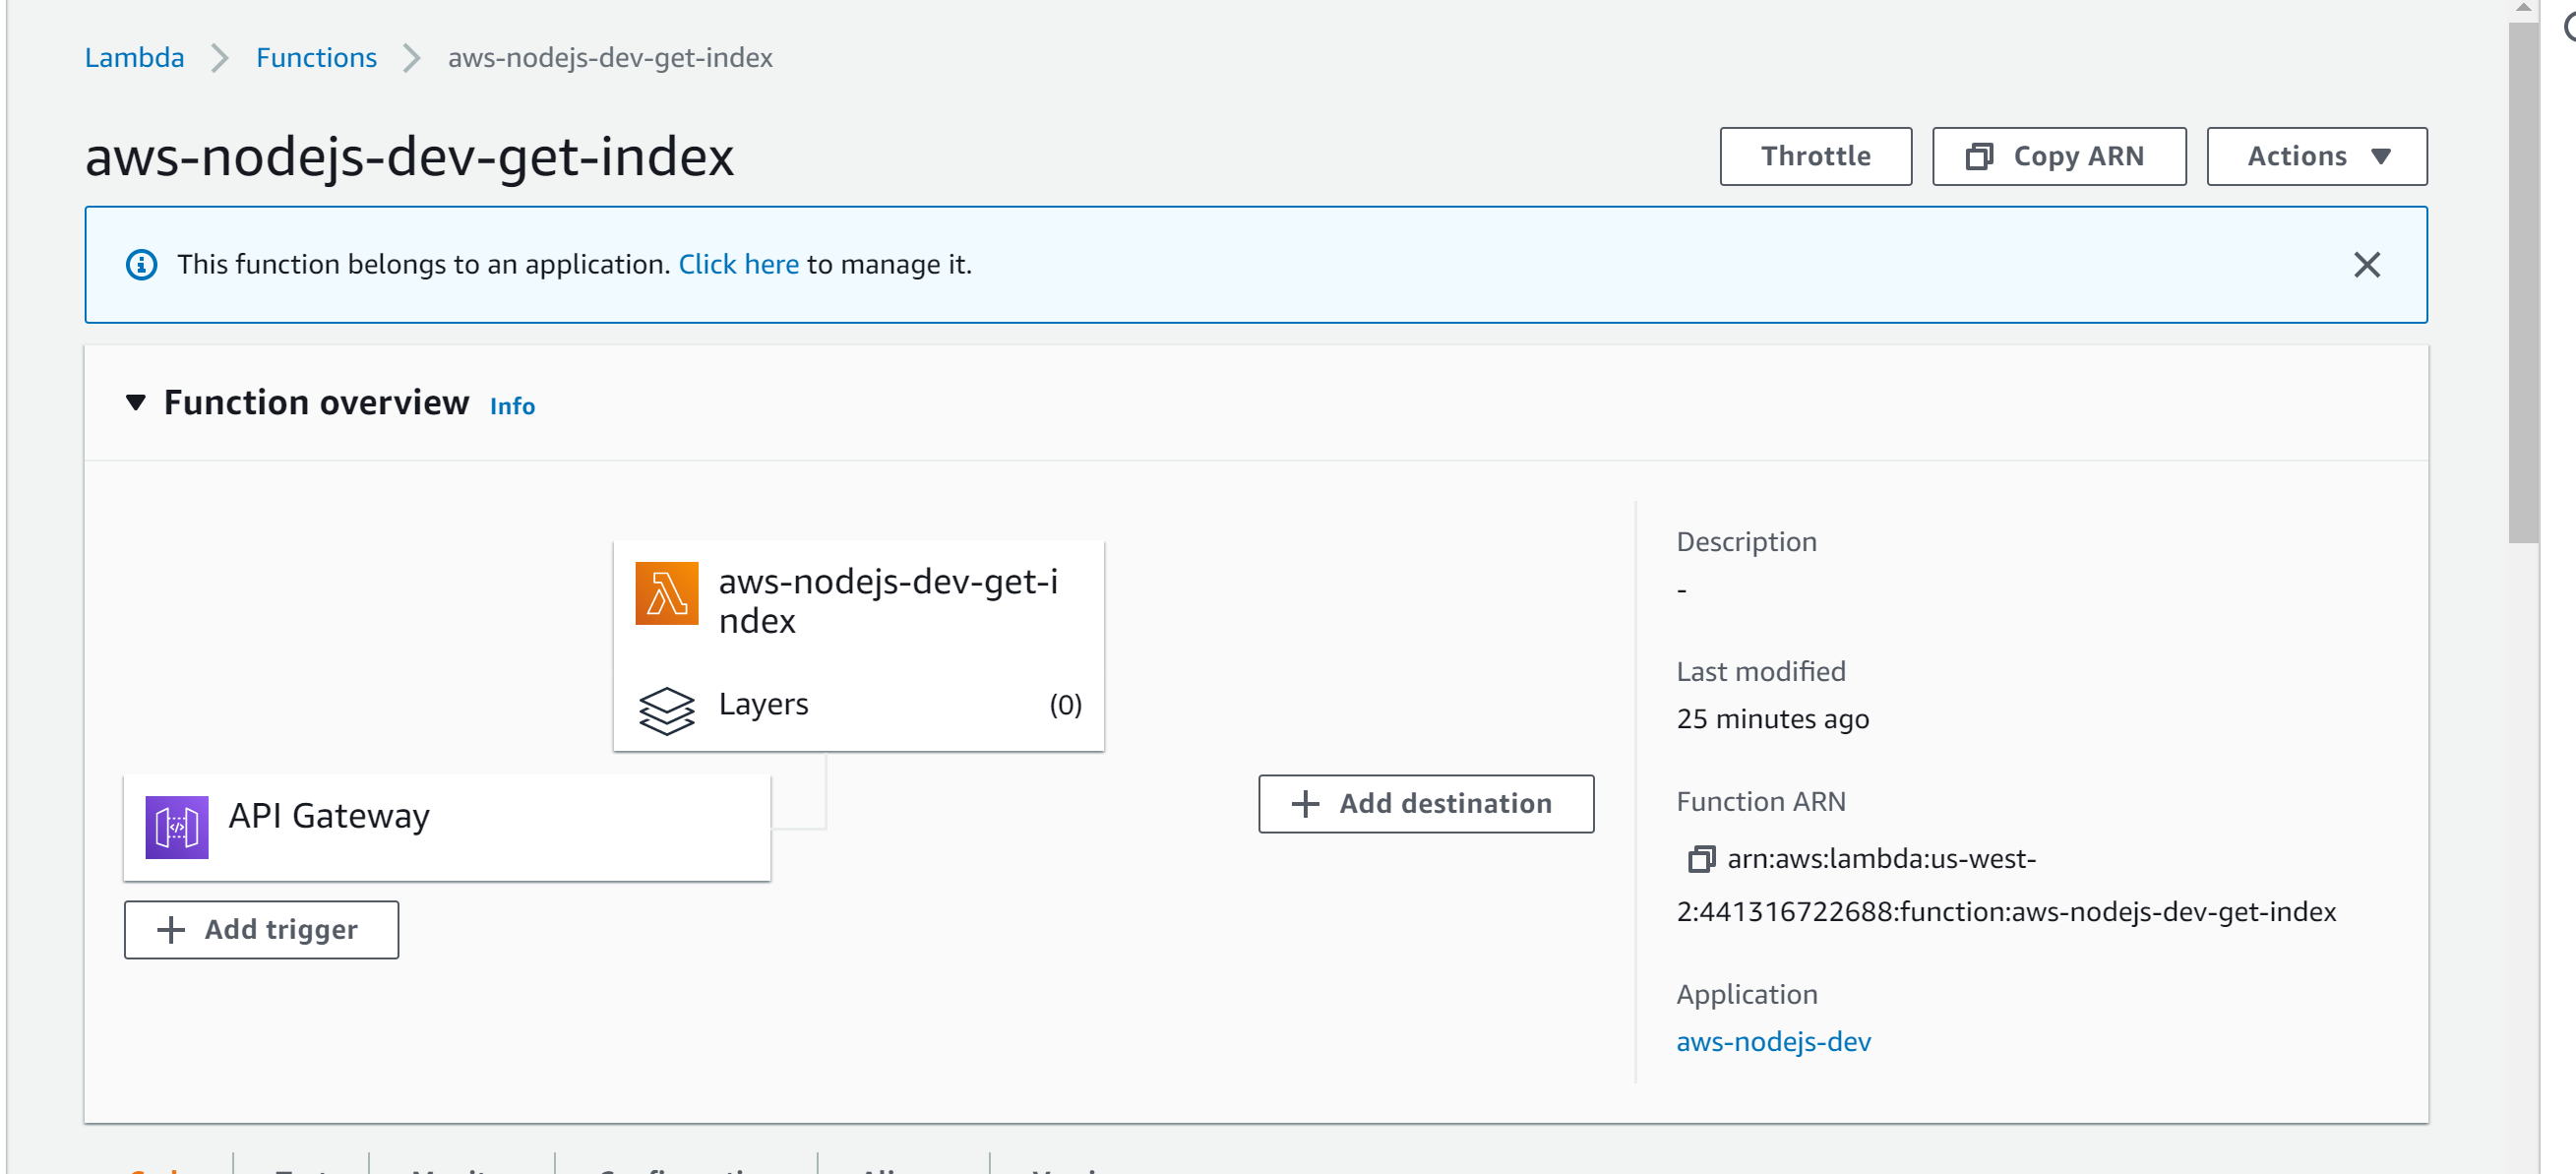 Lambda > Functions > aws-nodejs-dev-get-index
aws-nodejs-dev-get-index
Throttle
Copy ARN
Actions
This function belongs to an application. Click here to manage it.
Function overview Info
aws-nodejs-dev-get-i
ndex
Layers (0)
API Gateway
Add trigger
Add destination
Description
-
Last modified
25 minutes ago
Function ARN
arn:aws:lambda:us-west-
2:441316722688:function:aws-nodejs-dev-get-index
Application
aws-nodejs-dev